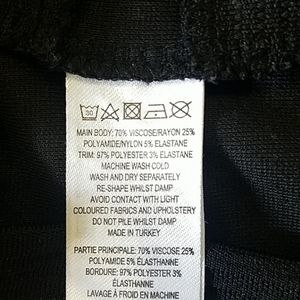 30
MAIN BODY: 70% VISCOSE/RAYON 25%
POLYAMIDE/NYLON 5% ELASTANE
TRIM: 97% POLYESTER 3% ELASTANE
MACHINE WASH COLD
WASH AND DRY SEPARATELY
RE-SHAPE WHILST DAMP
AVOID CONTACT WITH LIGHT
COLOURED FABRICS AND UPHOLSTERY
DO NOT PILE WHILST DAMP
MADE IN TURKEY
PARTIE PRINCIPALE: 70% VISCOSE 25%
POLYAMIDE 5% ÉLASTHANNE
BORDURE: 97% POLYESTER 3%
ÉLASTHANNE
LAVAGE À FROID EN MACHINE